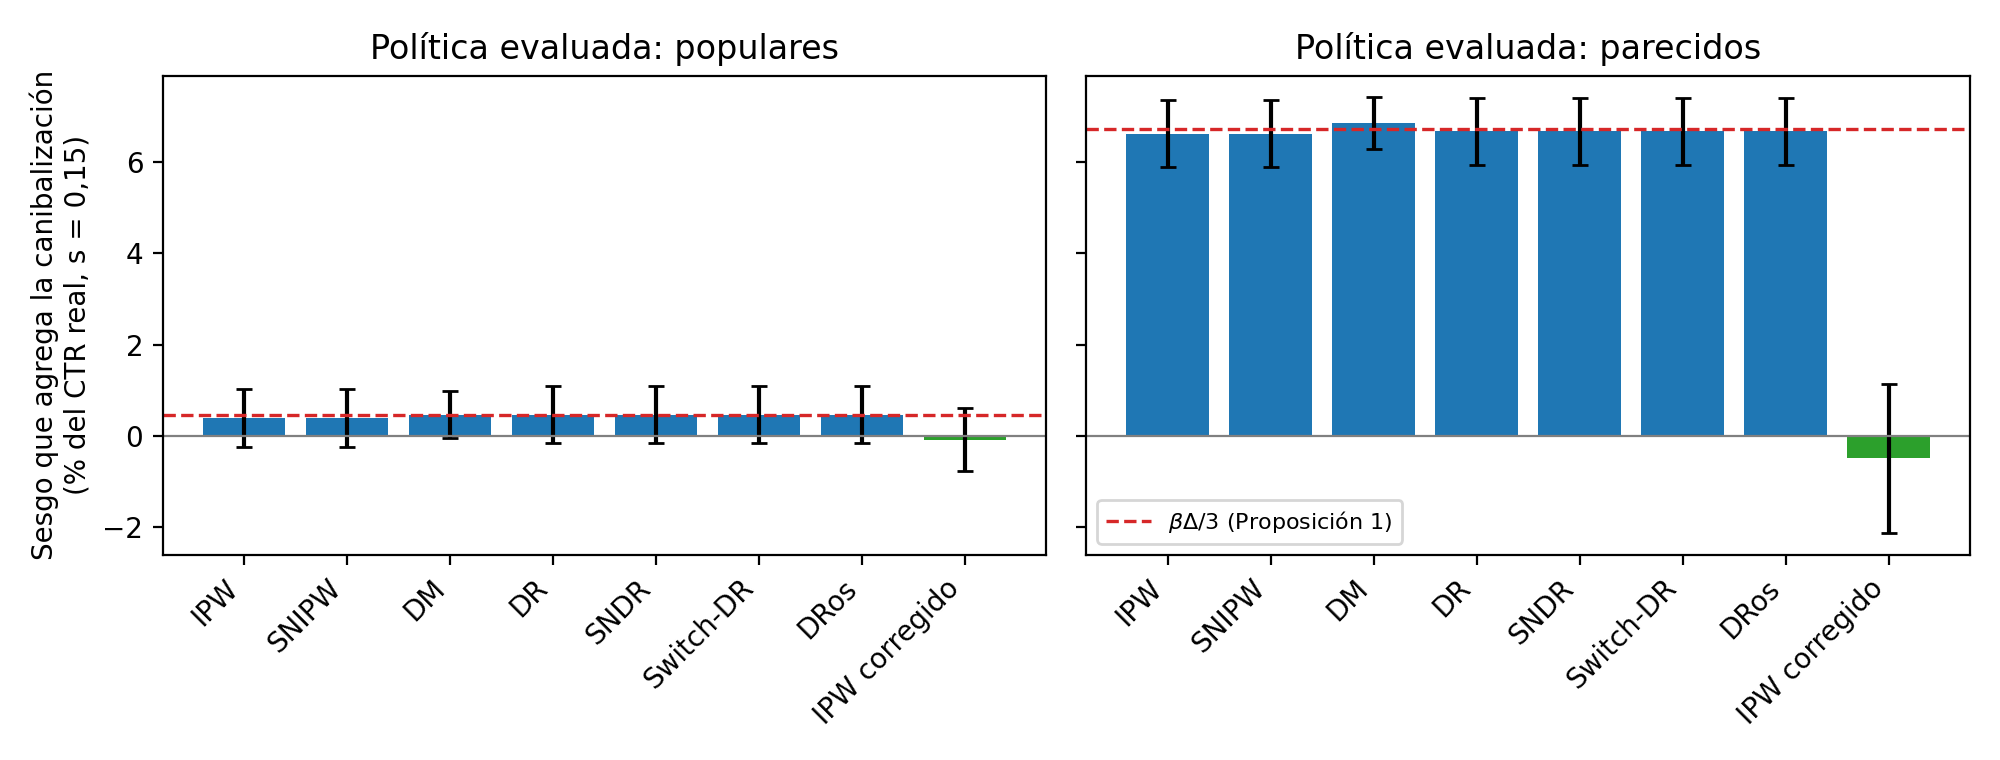 Política evaluada: populares
Política evaluada: parecidos
Sesgo que agrega la canibalización
(% del CTR real, s = 0,15)
6
4
2
0
−2
IPW
SNIPW
DM
DR
SNDR
Switch-DR
DRos
IPW corregido
βΔ/3 (Proposición 1)
IPW
SNIPW
DM
DR
SNDR
Switch-DR
DRos
IPW corregido